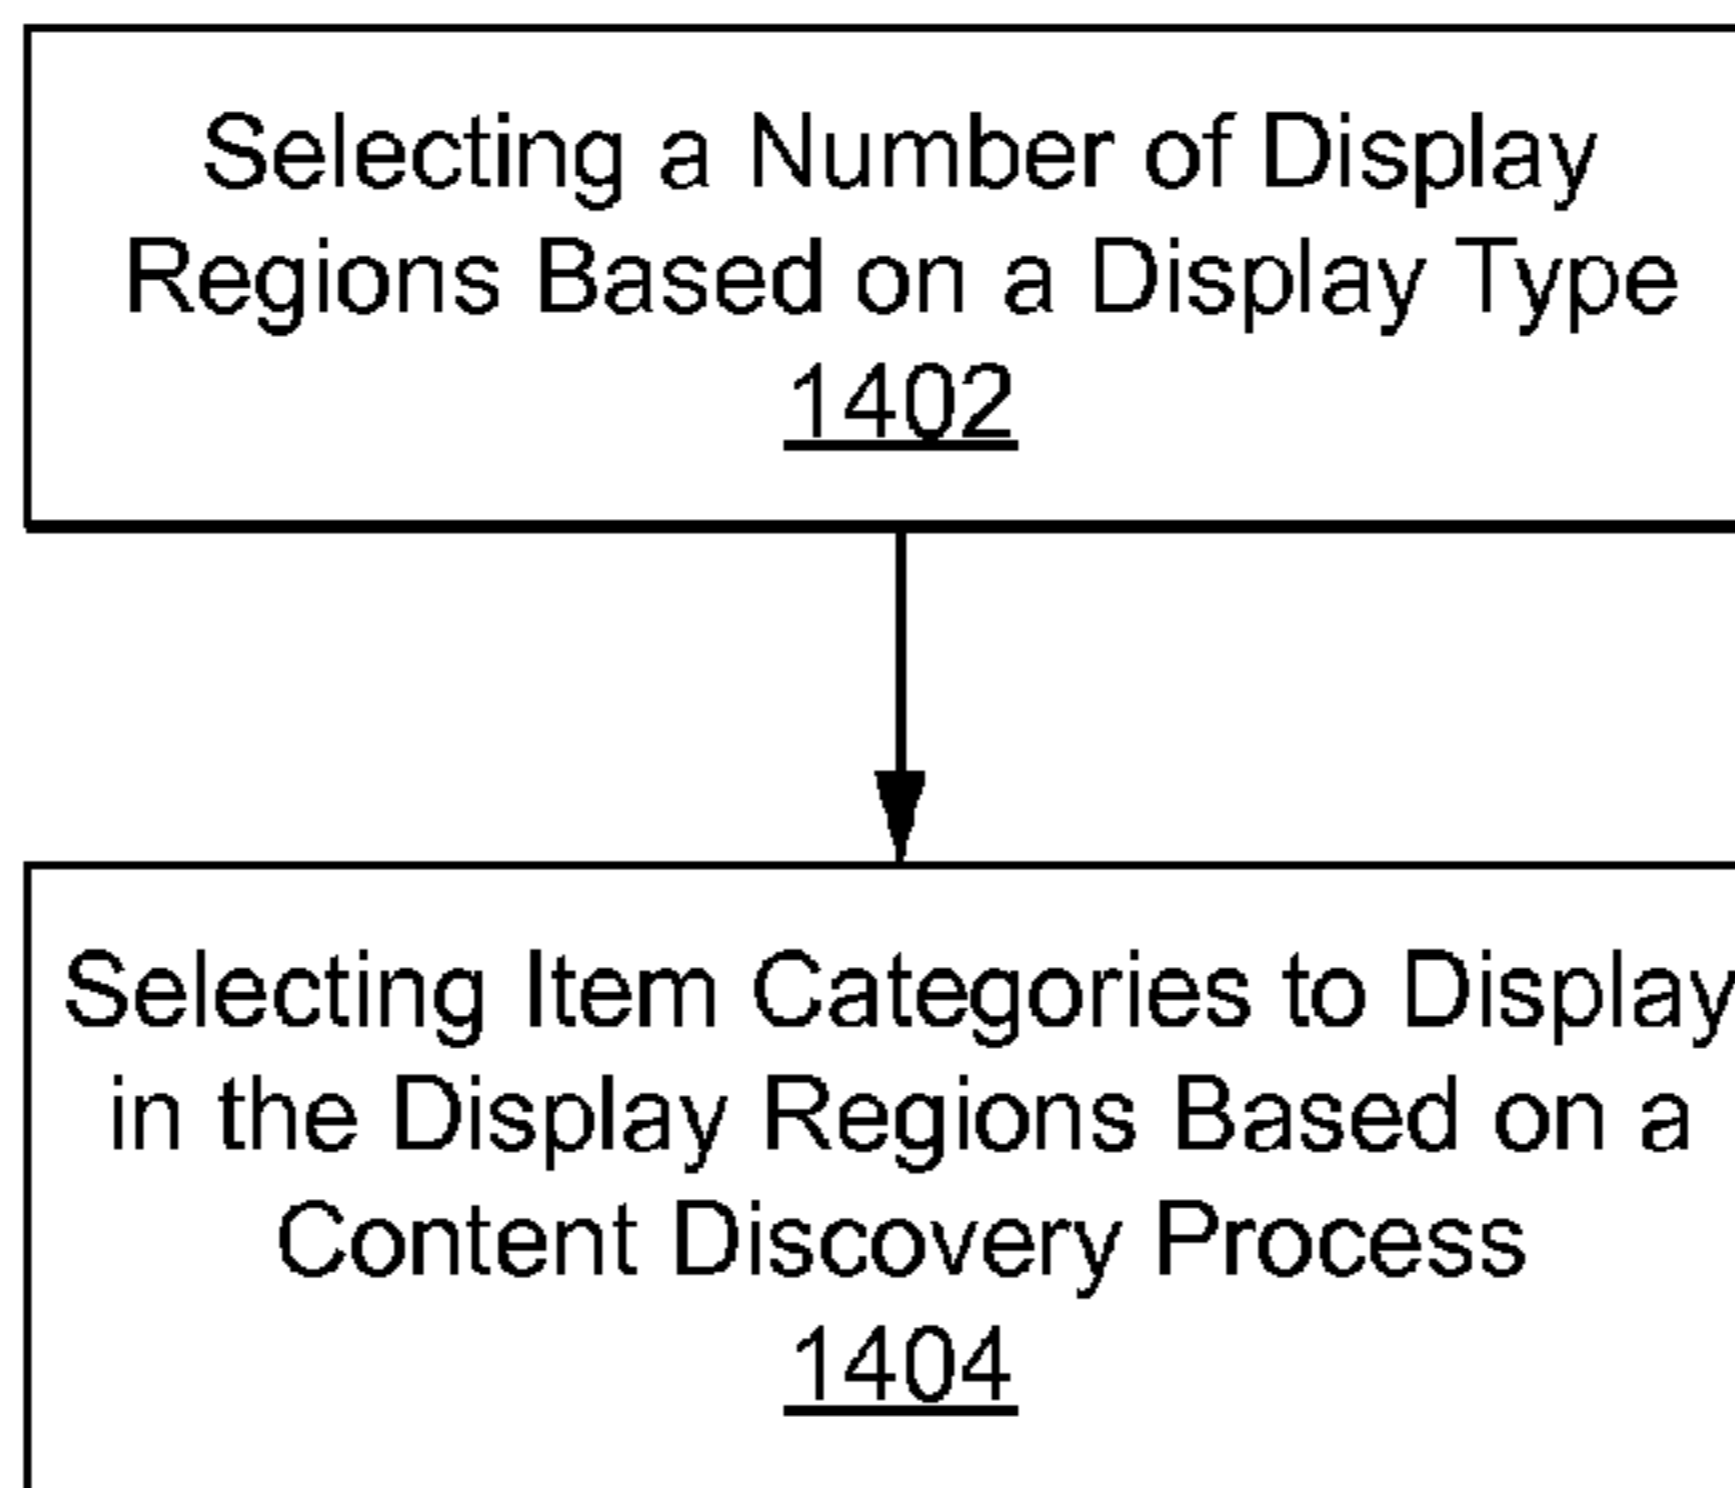 Selecting a Number of Display
Regions Based on a Display Type
1402
Selecting Item Categories to Display
in the Display Regions Based on a
Content Discovery Process
1404